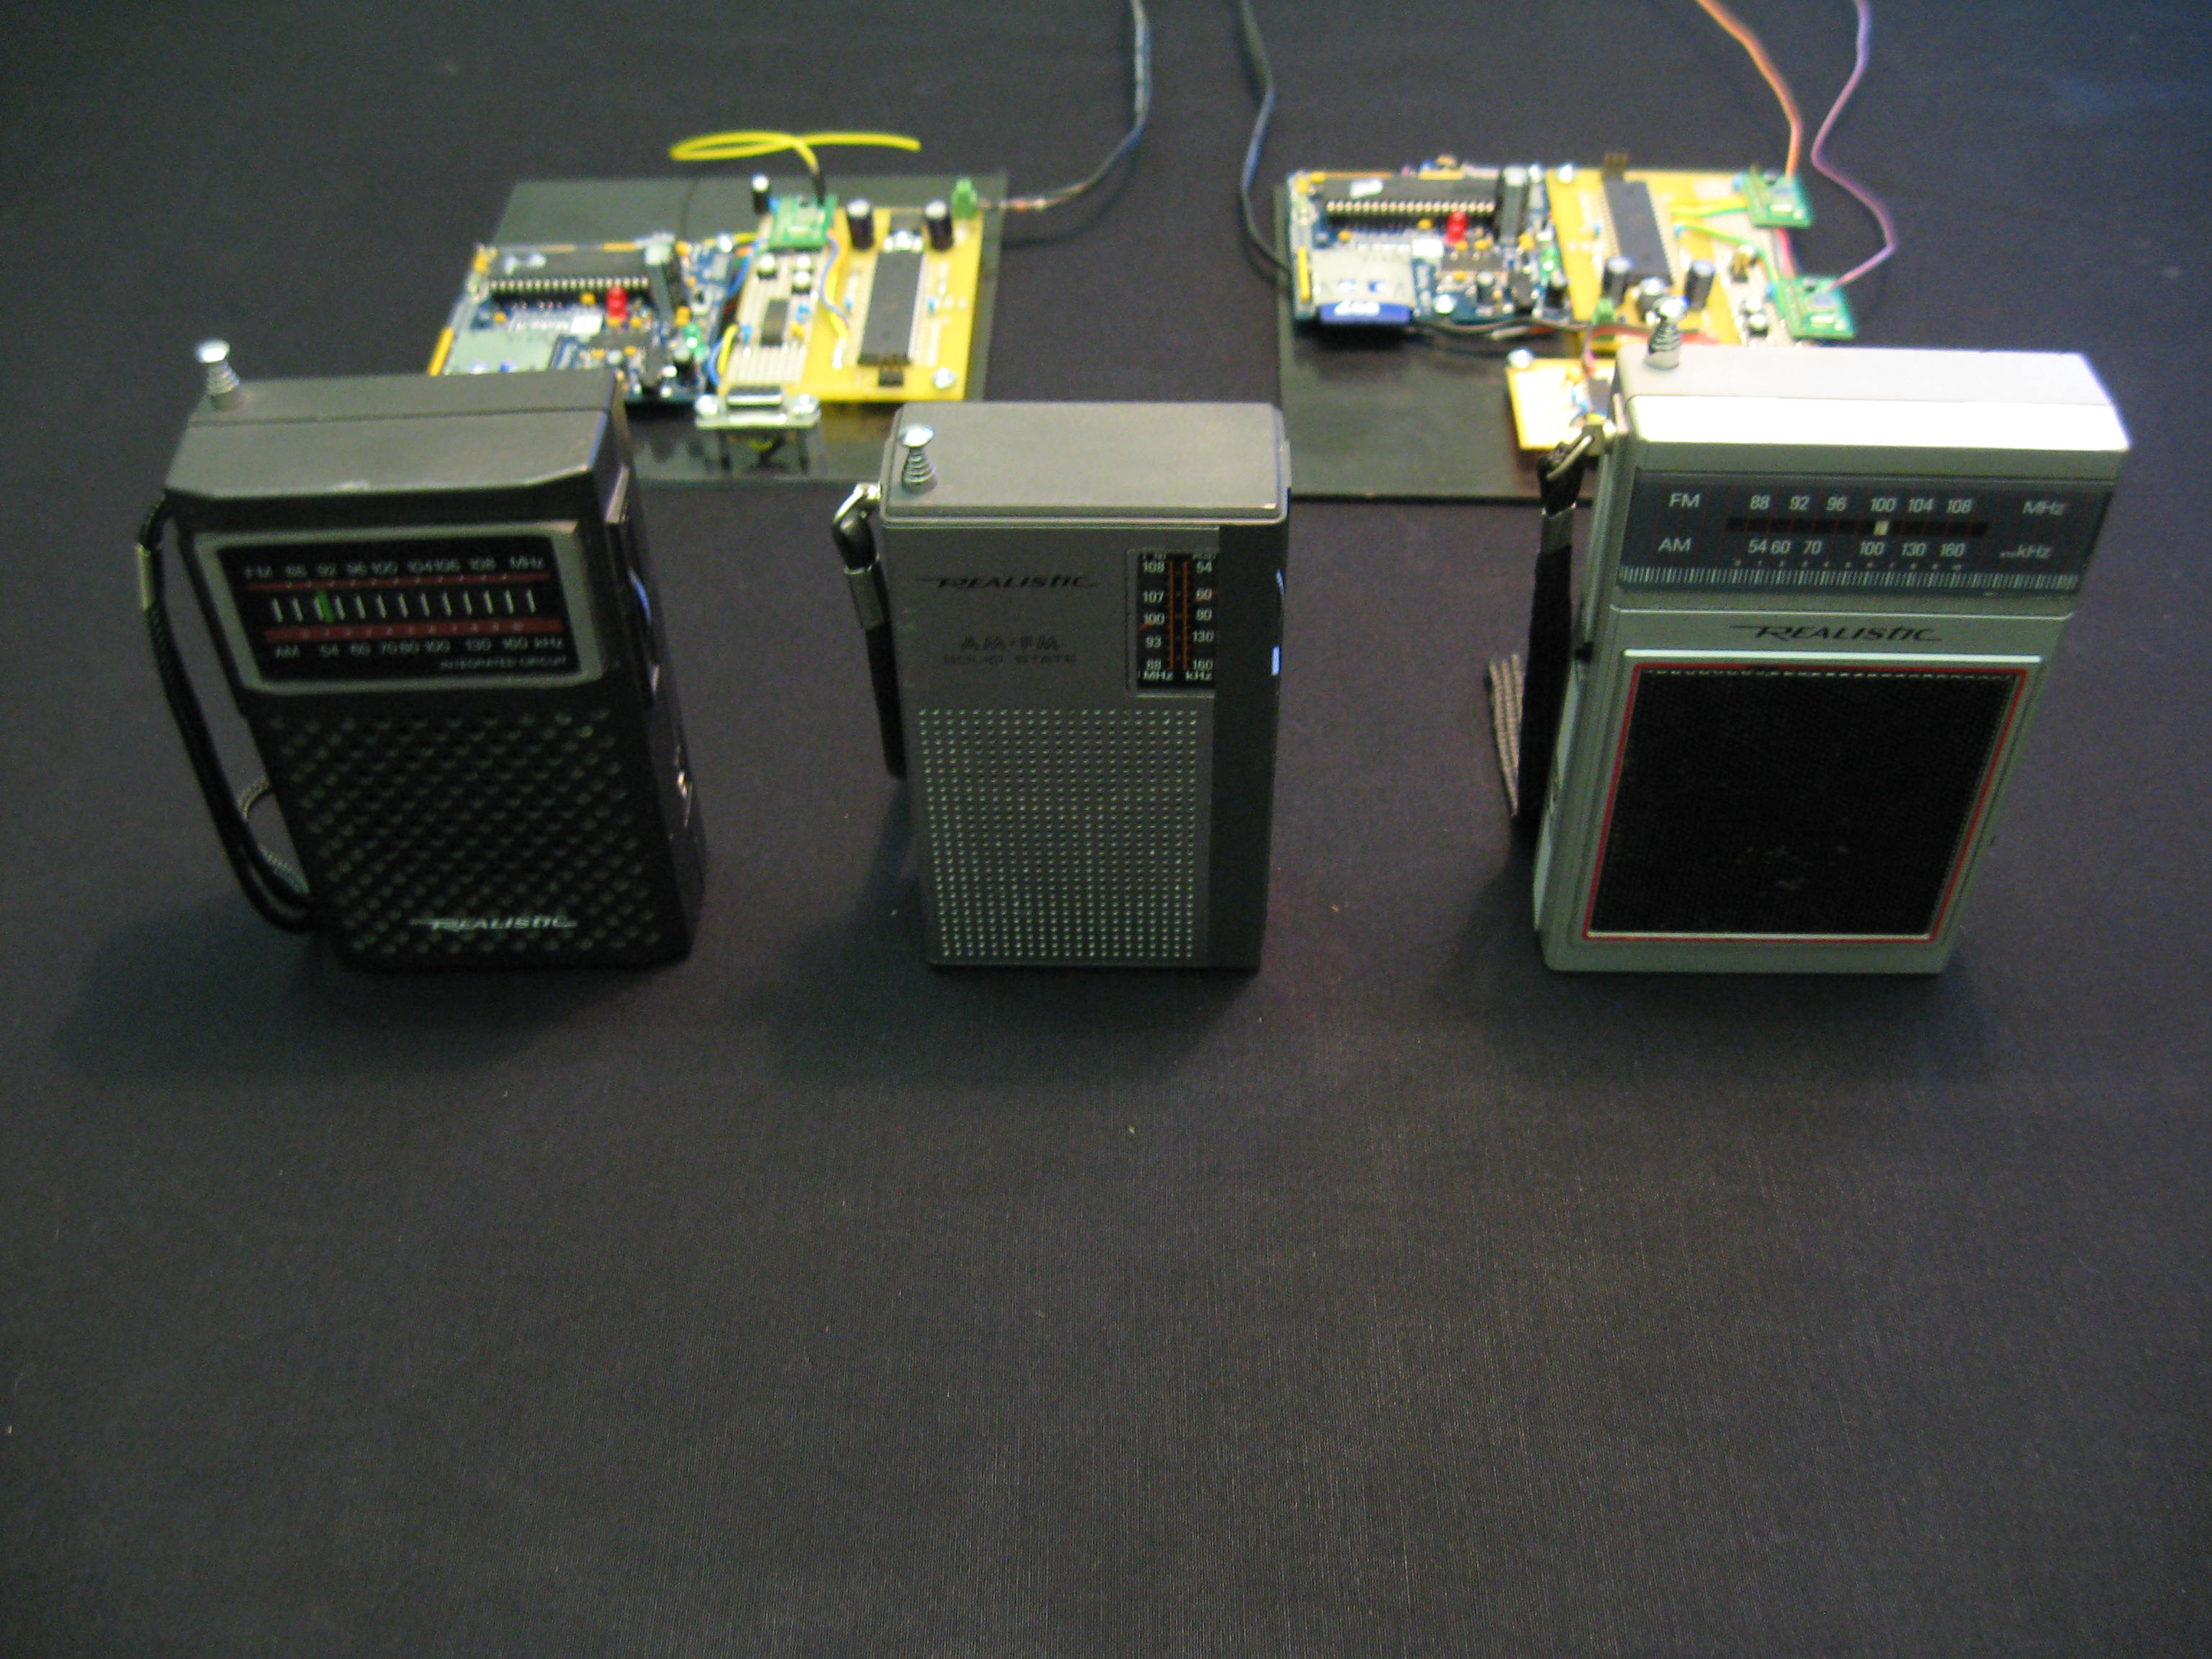 FM 88 92 96 100 104 106 108 MHz
AM 54 60 70 80 100 130 160 kHz
INTEGRATED CIRCUIT
REALISTIC
REALISTIC
AM-FM
SOLID STATE
108 54
107 60
100 80
93 130
88 160
MHz kHz
FM 88 92 96 100 104 108 MHz
AM 54 60 70 100 130 160 kHz
REALISTIC